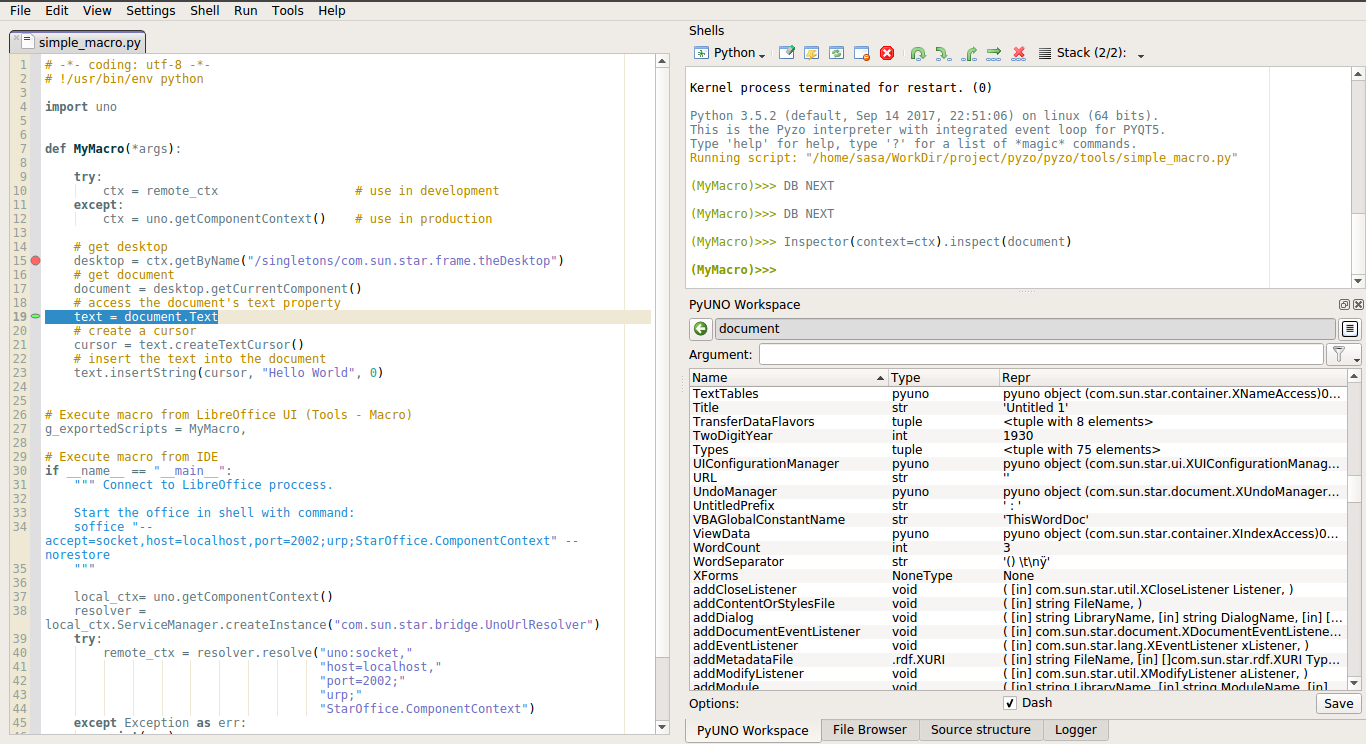 File Edit View Settings Shell Run Tools Help
simple_macro.py
1 # -*- coding: utf-8 -*-
2 # !/usr/bin/env python
3
4 import uno
5
6
7 def MyMacro(*args):
8
9 try:
10 ctx = remote_ctx # use in development
11 except:
12 ctx = uno.getComponentContext() # use in production
13
14 # get desktop
15 desktop = ctx.getByName("/singletons/com.sun.star.frame.theDesktop")
16 # get document
17 document = desktop.getCurrentComponent()
18 # access the document's text property
19 text = document.Text
20 # create a cursor
21 cursor = text.createTextCursor()
22 # insert the text into the document
23 text.insertString(cursor, "Hello World", 0)
24
25
26 # Execute macro from LibreOffice UI (Tools - Macro)
27 g_exportedScripts = MyMacro,
28
29 # Execute macro from IDE
30 if __name__ == "__main__":
31 """ Connect to LibreOffice proccess.
32
33 Start the office in shell with command:
34 soffice "--
accept=socket,host=localhost,port=2002;urp;StarOffice.ComponentContext" --
norestore
35 """
36
37 local_ctx= uno.getComponentContext()
38 resolver =
local_ctx.ServiceManager.createInstance("com.sun.star.bridge.UnoUrlResolver")
39 try:
40 remote_ctx = resolver.resolve("uno:socket,"
41 "host=localhost,"
42 "port=2002;"
43 "urp;"
44 "StarOffice.ComponentContext")
45 except Exception as err:
Shells
Python Stack (2/2):
Kernel process terminated for restart. (0)
Python 3.5.2 (default, Sep 14 2017, 22:51:06) on linux (64 bits).
This is the Pyzo interpreter with integrated event loop for PYQT5.
Type 'help' for help, type '?' for a list of *magic* commands.
Running script: "/home/sasa/WorkDir/project/pyzo/pyzo/tools/simple_macro.py"
(MyMacro)>>> DB NEXT
(MyMacro)>>> DB NEXT
(MyMacro)>>> Inspector(context=ctx).inspect(document)
(MyMacro)>>>
PyUNO Workspace
document
Argument:
Name Type Repr
TextTables pyuno pyuno object (com.sun.star.container.XNameAccess)0...
Title str 'Untitled 1'
TransferDataFlavors tuple <tuple with 8 elements>
TwoDigitYear int 1930
Types tuple <tuple with 75 elements>
UIConfigurationManager pyuno pyuno object (com.sun.star.ui.XUIConfigurationManag...
URL str ''
UndoManager pyuno pyuno object (com.sun.star.document.XUndoManager...
UntitledPrefix str ' : '
VBAGlobalConstantName str 'ThisWordDoc'
ViewData pyuno pyuno object (com.sun.star.container.XIndexAccess)0...
WordCount int 3
WordSeparator str '() \t\nÿ'
XForms NoneType None
addCloseListener void ( [in] com.sun.star.util.XCloseListener Listener, )
addContentOrStylesFile void ( [in] string FileName, )
addDialog void ( [in] string LibraryName, [in] string DialogName, [in] [...
addDocumentEventListener void ( [in] com.sun.star.document.XDocumentEventListene...
addEventListener void ( [in] com.sun.star.lang.XEventListener xListener, )
addMetadataFile .rdf.XURI ( [in] string FileName, [in] []com.sun.star.rdf.XURI Typ...
addModifyListener void ( [in] com.sun.star.util.XModifyListener aListener, )
addModule void ( [in] string LibraryName, [in] string ModuleName, [in]
Options: Dash Save
PyUNO Workspace File Browser Source structure Logger